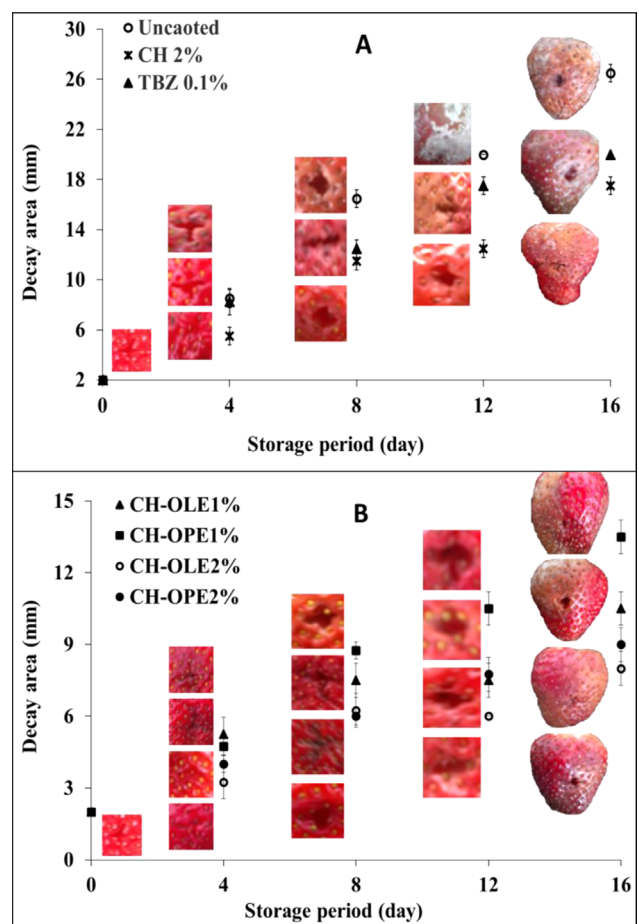 A
Uncaoted
CH 2%
TBZ 0.1%
Decay area (mm)
30
26
22
18
14
10
6
2
0 4 8 12 16
Storage period (day)
B
CH-OLE1%
CH-OPE1%
CH-OLE2%
CH-OPE2%
Decay area (mm)
15
12
9
6
3
0
0 4 8 12 16
Storage period (day)